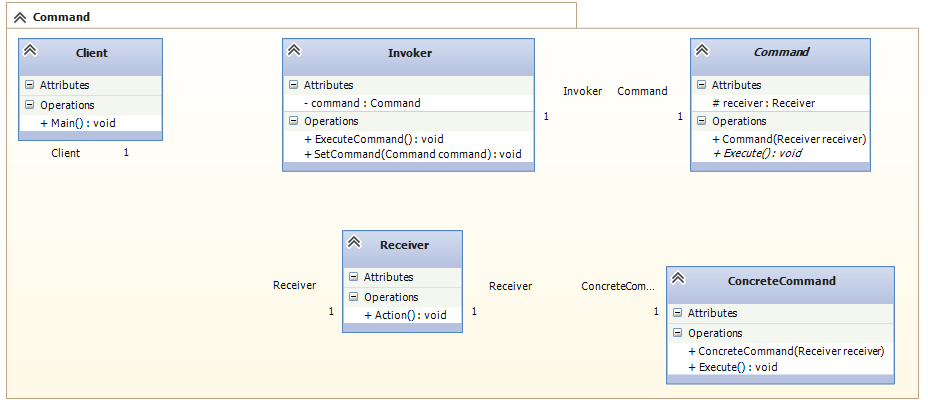 Command
Client
Attributes
Operations
+ Main() : void
Client 1
Invoker
Attributes
- command : Command
Operations
+ ExecuteCommand() : void
+ SetCommand(Command command) : void
Invoker Command
1 1
Command
Attributes
# receiver : Receiver
Operations
+ Command(Receiver receiver)
+ Execute() : void
Receiver
1
Receiver
Attributes
Operations
+ Action() : void
Receiver ConcreteCom...
1 1
ConcreteCommand
Attributes
Operations
+ ConcreteCommand(Receiver receiver)
+ Execute() : void